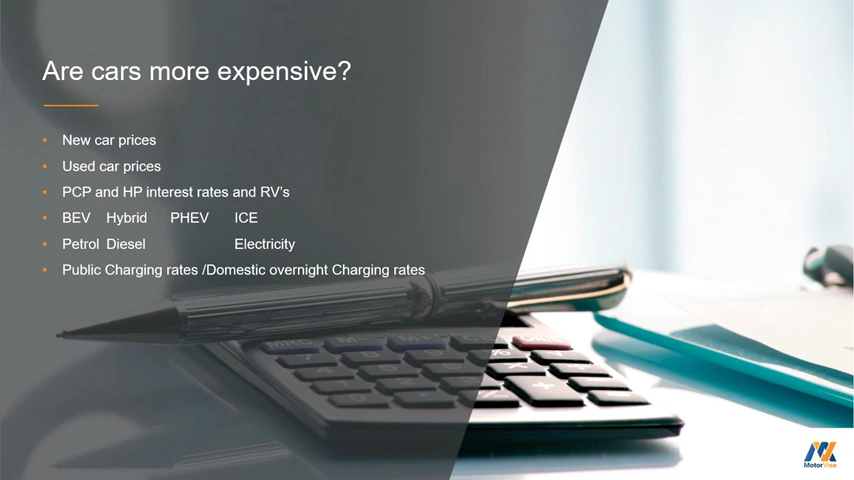 Are cars more expensive?
• New car prices
• Used car prices
• PCP and HP interest rates and RV's
• BEV Hybrid PHEV ICE
• Petrol Diesel Electricity
• Public Charging rates /Domestic overnight Charging rates
MotorVise